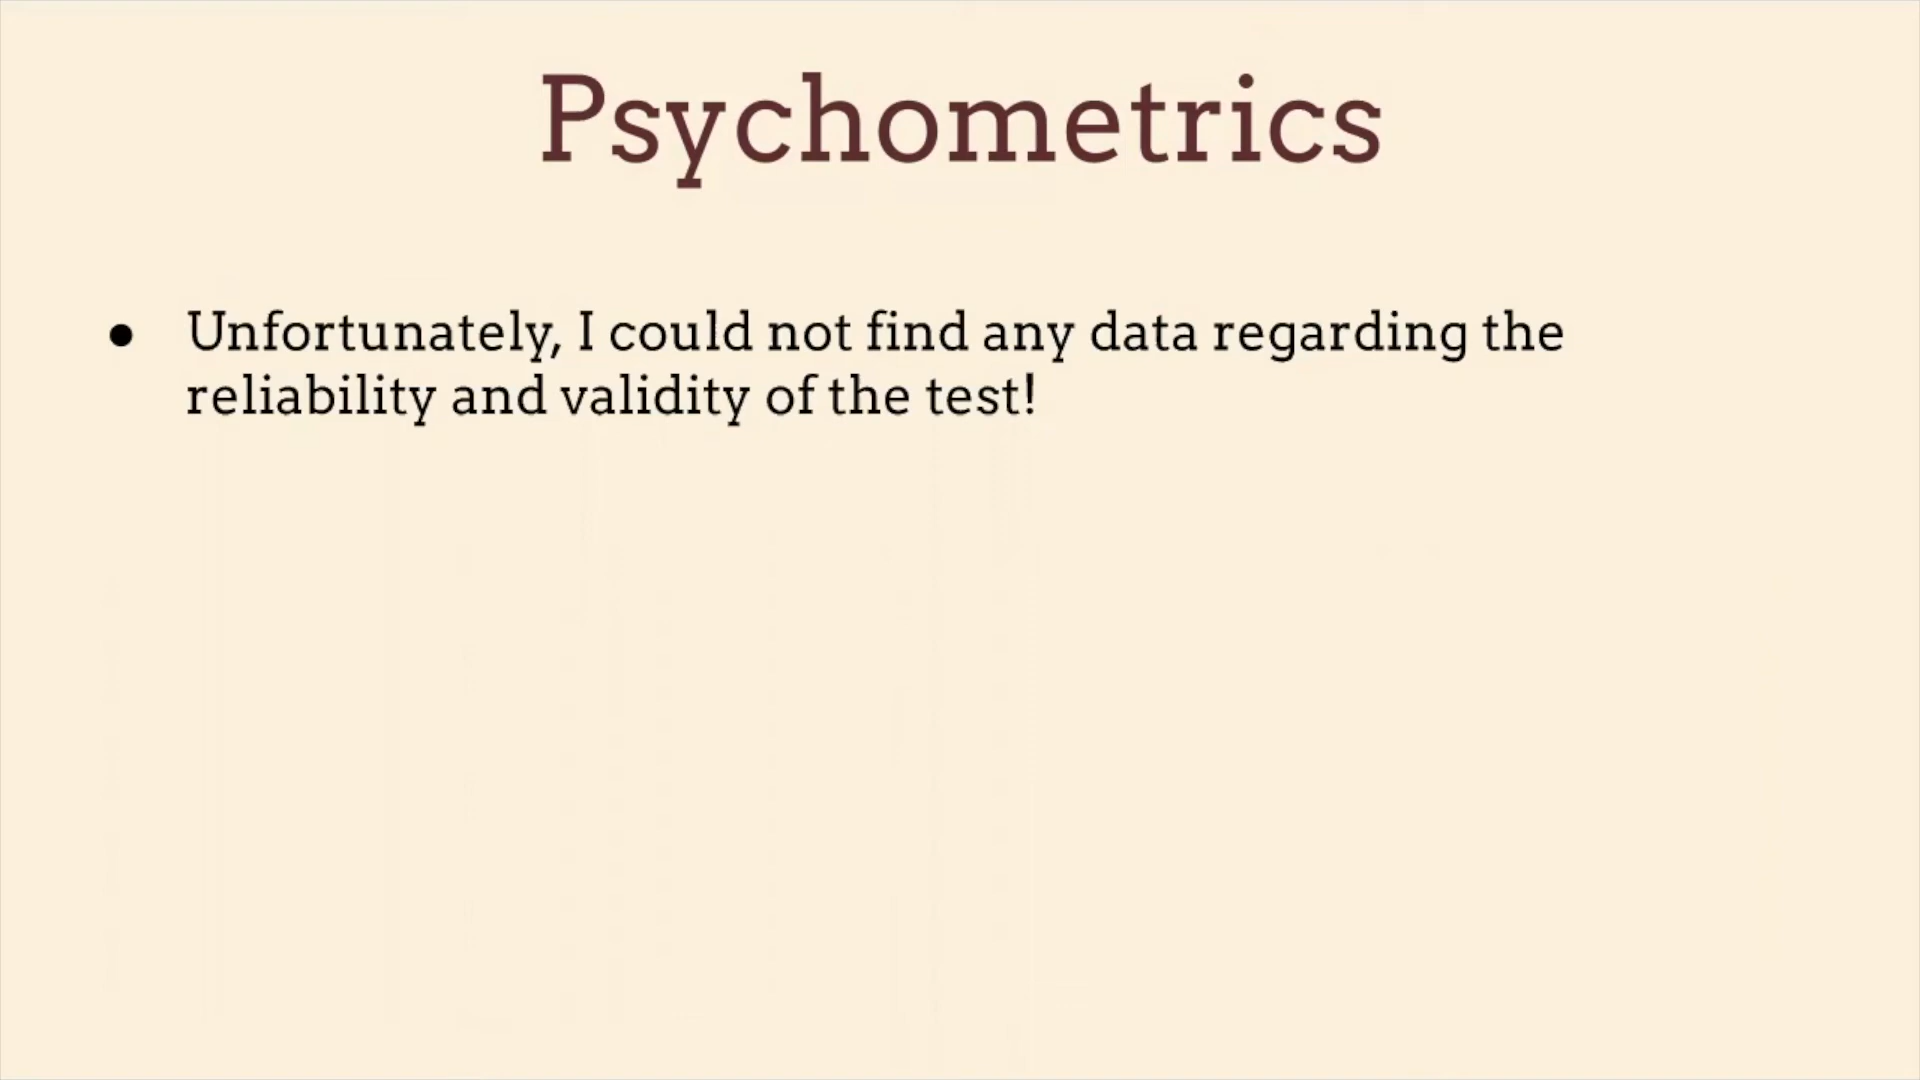 Psychometrics
● Unfortunately, I could not find any data regarding the
reliability and validity of the test!